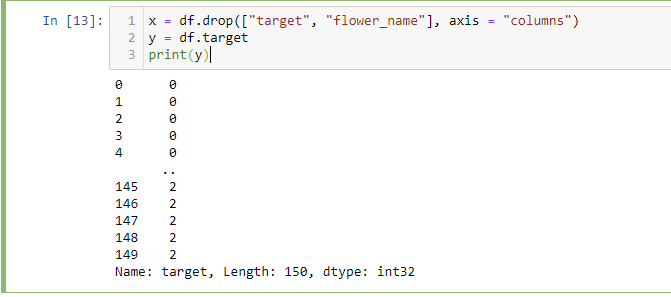 In [13]:
1 x = df.drop(["target", "flower_name"], axis = "columns")
2 y = df.target
3 print(y)
0 0
1 0
2 0
3 0
4 0
..
145 2
146 2
147 2
148 2
149 2
Name: target, Length: 150, dtype: int32